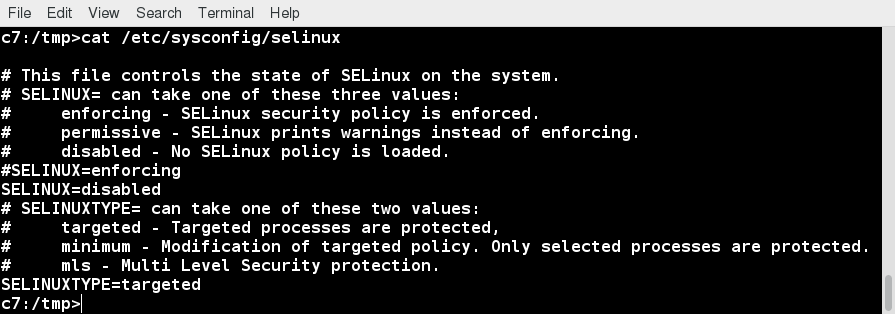 File Edit View Search Terminal Help
c7:/tmp>cat /etc/sysconfig/selinux

# This file controls the state of SELinux on the system.
# SELINUX= can take one of these three values:
#     enforcing - SELinux security policy is enforced.
#     permissive - SELinux prints warnings instead of enforcing.
#     disabled - No SELinux policy is loaded.
#SELINUX=enforcing
SELINUX=disabled
# SELINUXTYPE= can take one of these two values:
#     targeted - Targeted processes are protected,
#     minimum - Modification of targeted policy. Only selected processes are protected.
#     mls - Multi Level Security protection.
SELINUXTYPE=targeted
c7:/tmp>